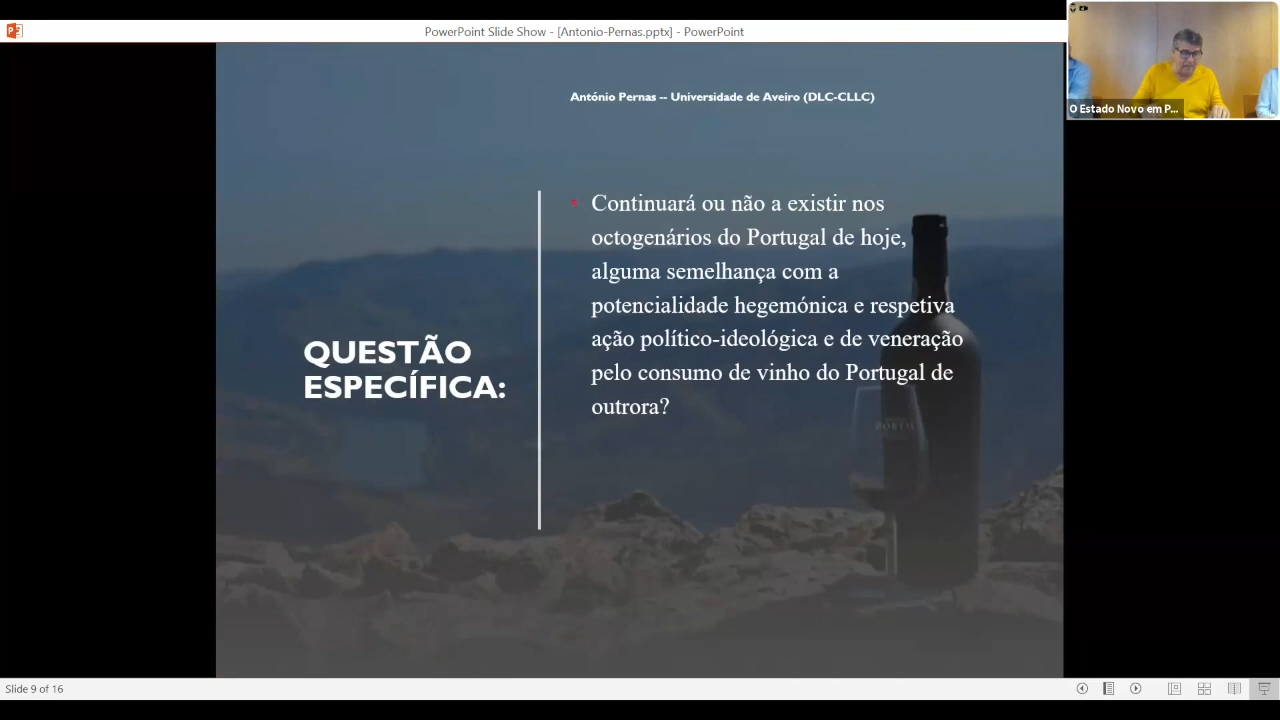 PowerPoint Slide Show - [Antonio-Pernas.pptx] - PowerPoint
O Estado Novo em P...
António Pernas -- Universidade de Aveiro (DLC-CLLC)
QUESTÃO
ESPECÍFICA:
• Continuará ou não a existir nos
octogenários do Portugal de hoje,
alguma semelhança com a
potencialidade hegemónica e respetiva
ação político-ideológica e de veneração
pelo consumo de vinho do Portugal de
outrora?
Slide 9 of 16